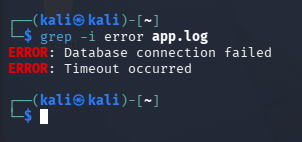 ┌──(kali㉿kali)-[~]
└─$ grep -i error app.log
ERROR: Database connection failed
ERROR: Timeout occurred
┌──(kali㉿kali)-[~]
└─$